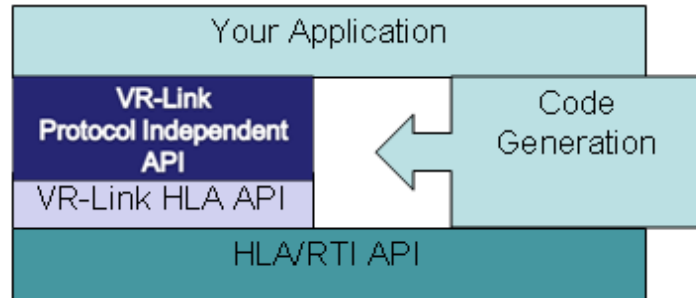 Your Application
VR-Link
Protocol Independent
API
Code
Generation
VR-Link HLA API
HLA/RTI API